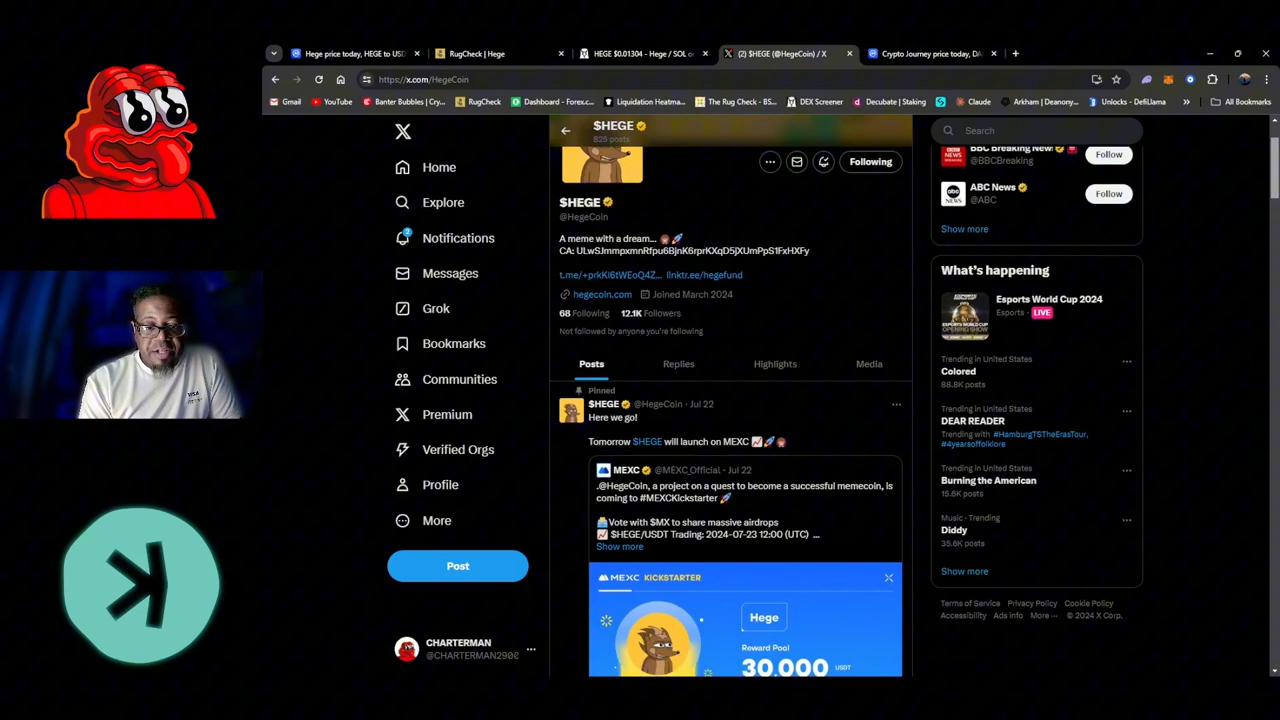 Hege price today, HEGE to USD
RugCheck | Hege
HEGE $0.01304 - Hege / SOL o
(2) $HEGE (@HegeCoin) / X
Crypto Journey price today, DA
https://x.com/HegeCoin
Gmail
YouTube
Banter Bubbles | Cry...
RugCheck
Dashboard - Forex.c...
Liquidation Heatma...
The Rug Check - BS...
DEX Screener
Decubate | Staking
Claude
Arkham | Deanony...
Unlocks - DefiLlama
All Bookmarks
Home
Explore
2
Notifications
Messages
Grok
Bookmarks
Communities
Premium
Verified Orgs
Profile
More
Post
CHARTERMAN
$HEGE
825 posts
Following
$HEGE
@HegeCoin
A meme with a dream...
t.me/+prkKl6tWEoQ4Z... linktr.ee/hegefund
hegecoin.com Joined March 2024
68 Following 12.1K Followers
Not followed by anyone you're following
Posts
Replies
Highlights
Media
Pinned
$HEGE @HegeCoin · Jul 22
Here we go!
Tomorrow $HEGE will launch on MEXC
MEXC @MEXC_Official · Jul 22
.@HegeCoin, a project on a quest to become a successful memecoin, is
coming to #MEXCKickstarter
Vote with $MX to share massive airdrops
$HEGE/USDT Trading: 2024-07-23 12:00 (UTC) ...
Show more
MEXC KICKSTARTER
Hege
Reward Pool
30,000 USDT
Search
BBC Breaking News
@BBCBreaking
Follow
ABC News
@ABC
Follow
Show more
What's happening
Esports World Cup 2024
Esports · LIVE
Trending in United States
Colored
88.8K posts
Trending in United States
DEAR READER
Trending with #HamburgTSTheErasTour,
#4yearsoffolklore
Trending in United States
Burning the American
15.6K posts
Music · Trending
Diddy
35.6K posts
Show more
Terms of Service Privacy Policy Cookie Policy
Accessibility Ads info More ··· © 2024 X Corp.
VISA